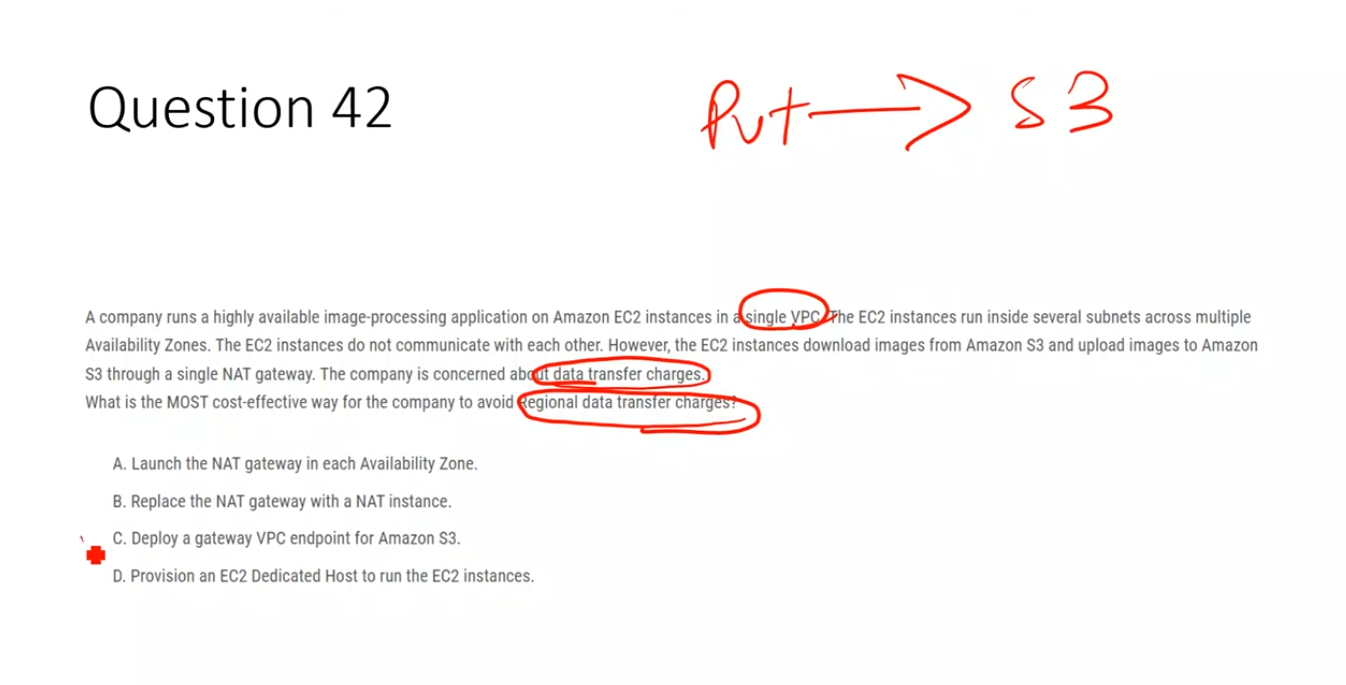 Question 42
Put → S3
A company runs a highly available image-processing application on Amazon EC2 instances in a single VPC. The EC2 instances run inside several subnets across multiple
Availability Zones. The EC2 instances do not communicate with each other. However, the EC2 instances download images from Amazon S3 and upload images to Amazon
S3 through a single NAT gateway. The company is concerned about data transfer charges.
What is the MOST cost-effective way for the company to avoid Regional data transfer charges?
A. Launch the NAT gateway in each Availability Zone.
B. Replace the NAT gateway with a NAT instance.
C. Deploy a gateway VPC endpoint for Amazon S3.
D. Provision an EC2 Dedicated Host to run the EC2 instances.